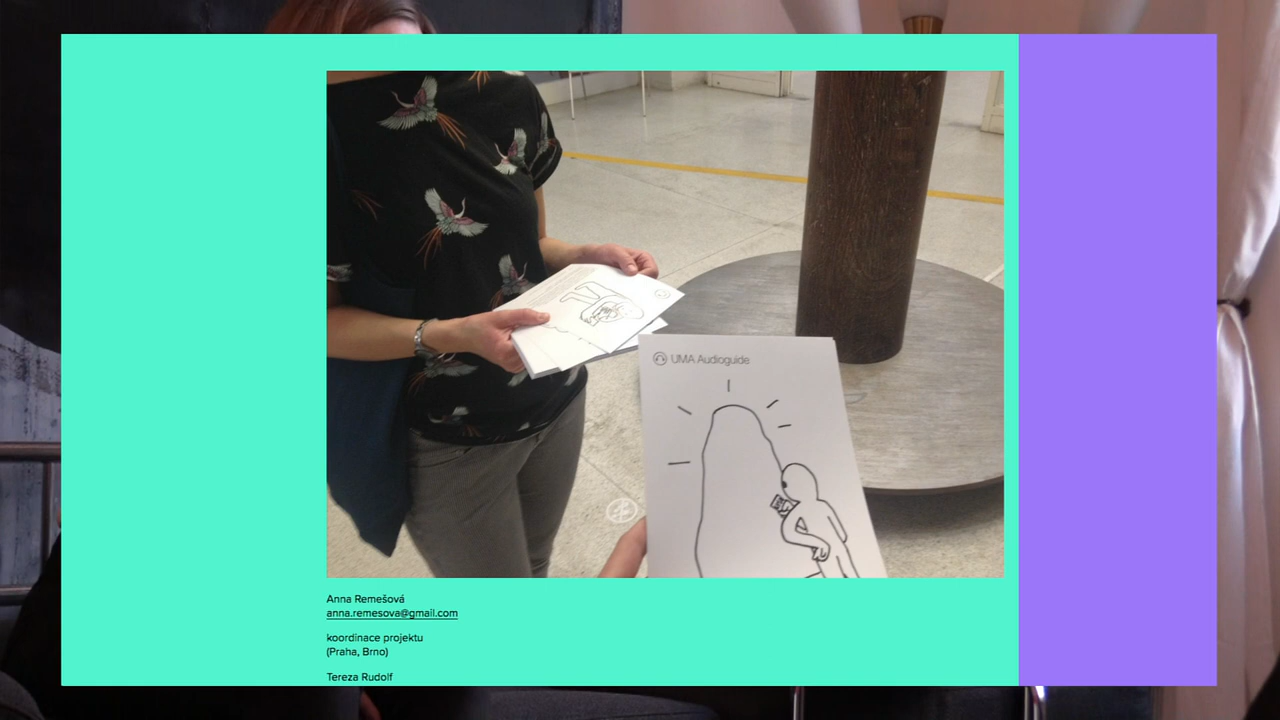 UMA Audioguide
Anna Remešová
anna.remesova@gmail.com
koordinace projektu
(Praha, Brno)
Tereza Rudolf